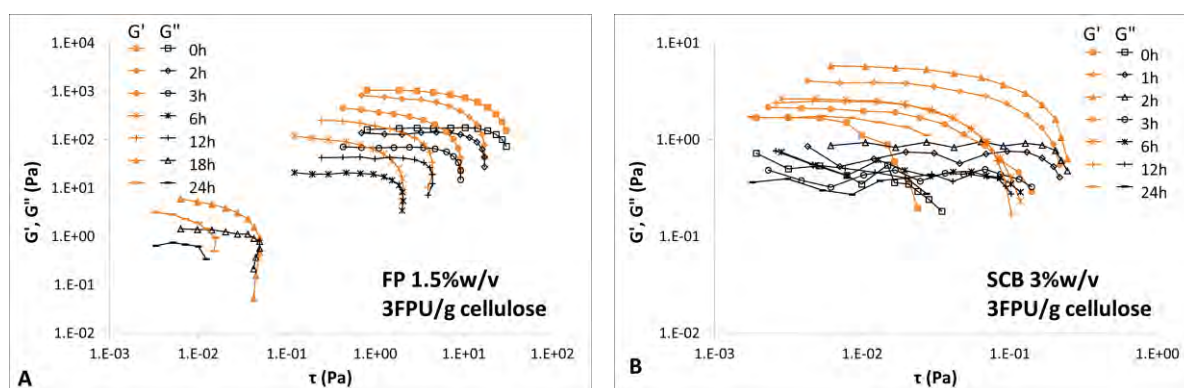 G' G"
0h
2h
3h
6h
12h
18h
24h
1.E+04
1.E+03
1.E+02
1.E+01
1.E+00
1.E-01
1.E-02
G', G" (Pa)
1.E-03 1.E-02 1.E-01 1.E+00 1.E+01 1.E+02
τ (Pa)
FP 1.5%w/v
3FPU/g cellulose
A
G' G"
0h
1h
2h
3h
6h
12h
24h
1.E+01
1.E+00
1.E-01
1.E-02
G', G" (Pa)
1.E-03 1.E-02 1.E-01 1.E+00
τ (Pa)
SCB 3%w/v
3FPU/g cellulose
B